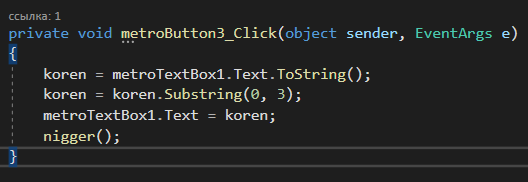 ссылка: 1
private void metroButton3_Click(object sender, EventArgs e)
{
koren = metroTextBox1.Text.ToString();
koren = koren.Substring(0, 3);
metroTextBox1.Text = koren;
nigger();
}